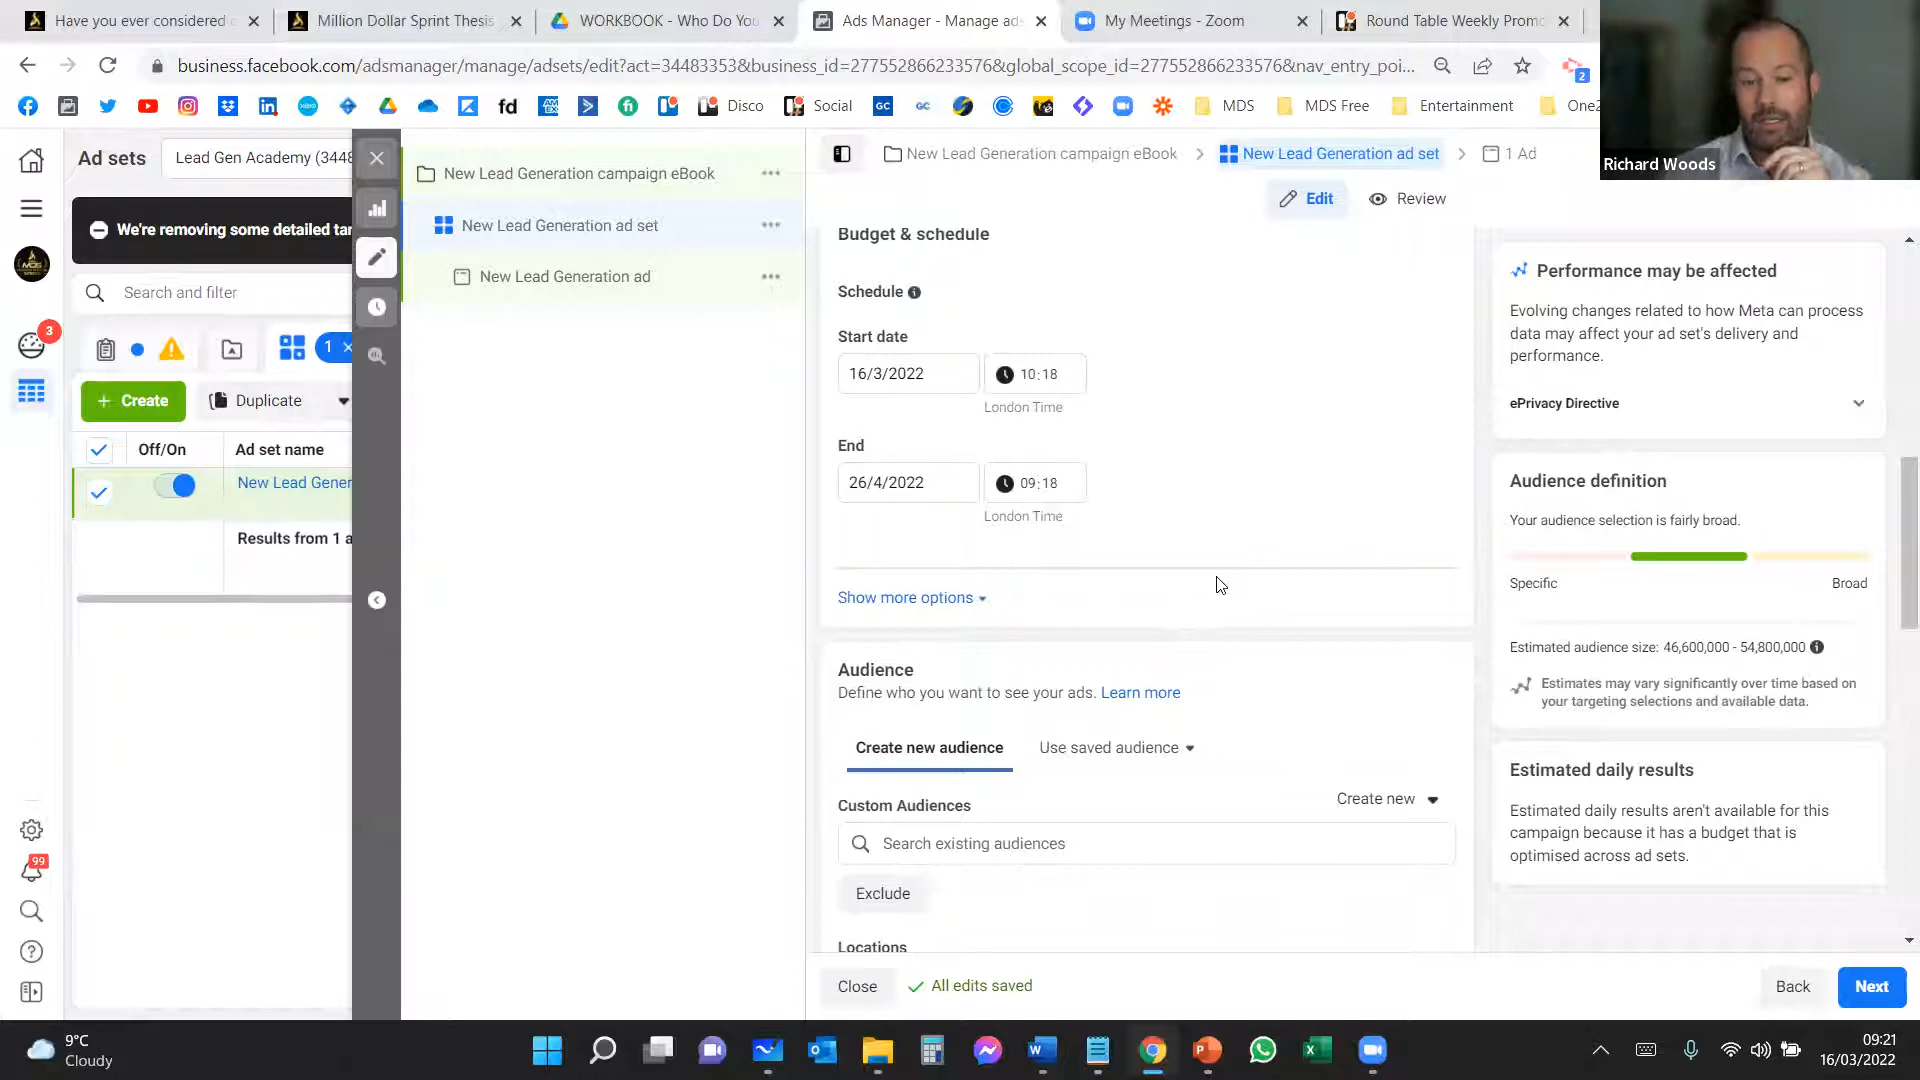 Have you ever considered
Million Dollar Sprint Thesis
WORKBOOK - Who Do You
Ads Manager - Manage ads
My Meetings - Zoom
Round Table Weekly Promo
business.facebook.com/adsmanager/manage/adsets/edit?act=34483353&business_id=277552866233576&global_scope_id=277552866233576&nav_entry_poi...
2
fd
AM EX
GC
GC
Disco
Social
MDS
MDS Free
Entertainment
One2
Richard Woods
Ad sets
Lead Gen Academy (3448
We're removing some detailed tar
Search and filter
3
1
+ Create
Duplicate
Off/On
Ad set name
New Lead Gener
Results from 1 a
99
New Lead Generation campaign eBook
New Lead Generation ad set
New Lead Generation ad
New Lead Generation campaign eBook
New Lead Generation ad set
1 Ad
Edit
Review
Budget & schedule
Schedule
Start date
16/3/2022
10:18
London Time
End
26/4/2022
09:18
London Time
Show more options
Audience
Define who you want to see your ads. Learn more
Create new audience
Use saved audience
Custom Audiences
Create new
Search existing audiences
Exclude
Locations
Close
All edits saved
Back
Next
Performance may be affected
Evolving changes related to how Meta can process
data may affect your ad set's delivery and
performance.
ePrivacy Directive
Audience definition
Your audience selection is fairly broad.
Specific
Broad
Estimated audience size: 46,600,000 - 54,800,000
Estimates may vary significantly over time based on
your targeting selections and available data.
Estimated daily results
Estimated daily results aren't available for this
campaign because it has a budget that is
optimised across ad sets.
9°C
Cloudy
09:21
16/03/2022